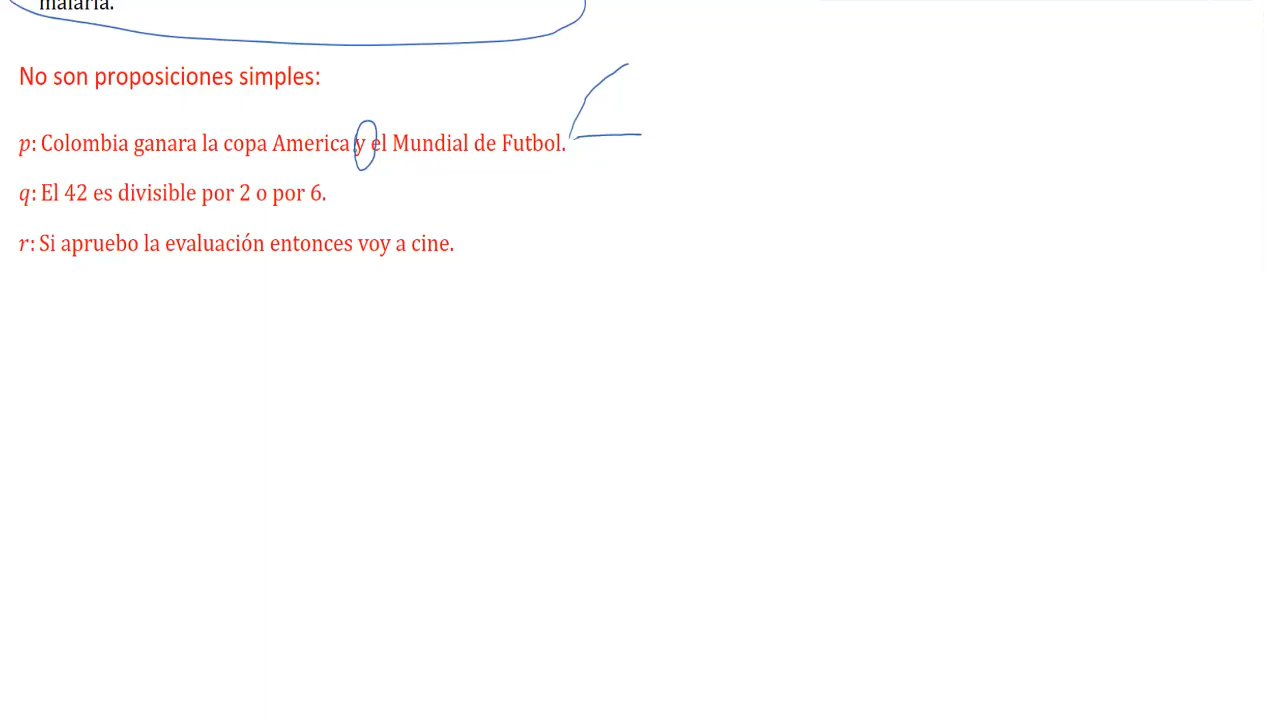 malaria.
No son proposiciones simples:
p: Colombia ganara la copa America y el Mundial de Futbol.
q: El 42 es divisible por 2 o por 6.
r: Si apruebo la evaluación entonces voy a cine.